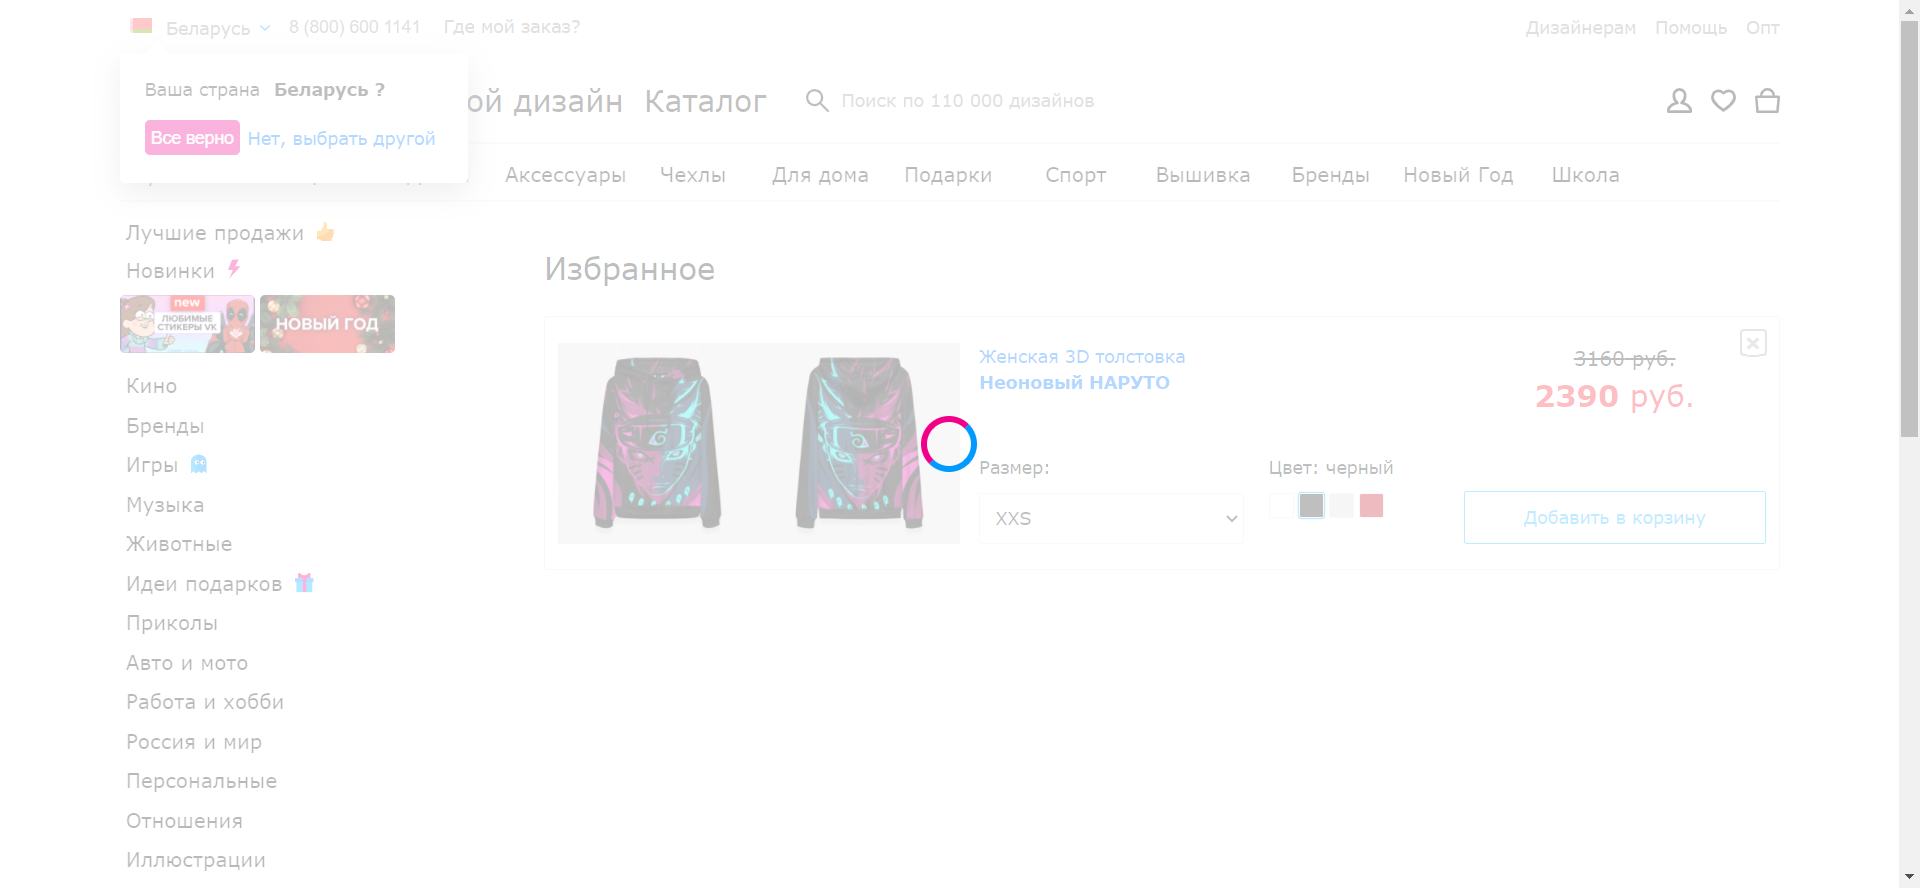 Беларусь 8 (800) 600 1141 Где мой заказ? Дизайнерам Помощь Опт
Ваша страна Беларусь ?
Все верно Нет, выбрать другой
ой дизайн Каталог Поиск по 110 000 дизайнов
Аксессуары Чехлы Для дома Подарки Спорт Вышивка Бренды Новый Год Школа
Лучшие продажи
Новинки
new
ЛЮБИМЫЕ
СТИКЕРЫ VK
НОВЫЙ ГОД
Кино
Бренды
Игры
Музыка
Животные
Идеи подарков
Приколы
Авто и мото
Работа и хобби
Россия и мир
Персональные
Отношения
Иллюстрации
Избранное
Женская 3D толстовка
Неоновый НАРУТО
3160 руб.
2390 руб.
Размер:
XXS
Цвет: черный
Добавить в корзину